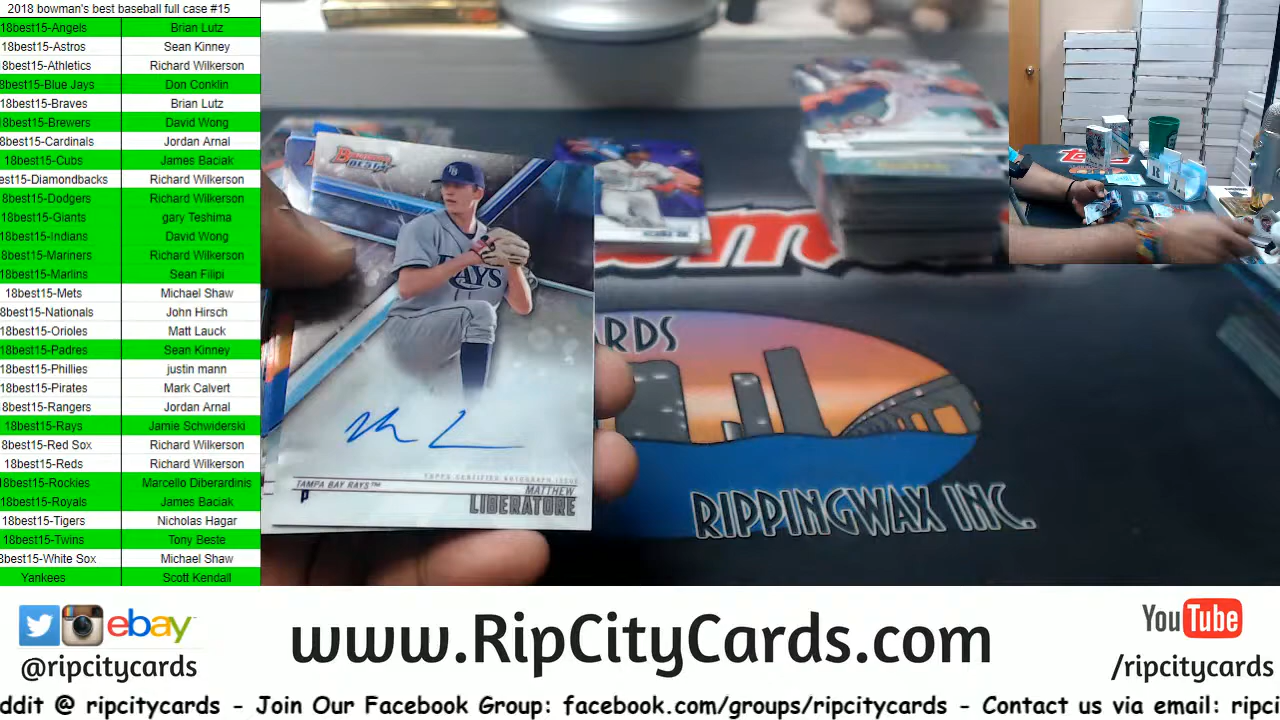 2018 bowman's best baseball full case #15
18best15-Angels Brian Lutz
18best15-Astros Sean Kinney
18best15-Athletics Richard Wilkerson
8best15-Blue Jays Don Conklin
18best15-Braves Brian Lutz
8best15-Brewers David Wong
8best15-Cardinals Jordan Arnal
18best15-Cubs James Baciak
est15-Diamondbacks Richard Wilkerson
8best15-Dodgers Richard Wilkerson
18best15-Giants gary Teshima
18best15-Indians David Wong
8best15-Mariners Richard Wilkerson
8best15-Marlins Sean Filipi
18best15-Mets Michael Shaw
8best15-Nationals John Hirsch
18best15-Orioles Matt Lauck
18best15-Padres Sean Kinney
18best15-Phillies justin mann
18best15-Pirates Mark Calvert
8best15-Rangers Jordan Arnal
18best15-Rays Jamie Schwiderski
8best15-Red Sox Richard Wilkerson
18best15-Reds Richard Wilkerson
8best15-Rockies Marcello Diberardinis
18best15-Royals James Baciak
18best15-Tigers Nicholas Hagar
18best15-Twins Tony Beste
8best15-White Sox Michael Shaw
Yankees Scott Kendall
Bowman's
BEST
RAYS
TOPPS CERTIFIED AUTOGRAPH ISSUE
TAMPA BAY RAYS™
P
MATTHEW
LIBERATORE
ARDS
RIPPINGWAX INC.
ebay
@ripcitycards
www.RipCityCards.com
YouTube
/ripcitycards
ddit @ ripcitycards - Join Our Facebook Group: facebook.com/groups/ripcitycards - Contact us via email: ripci